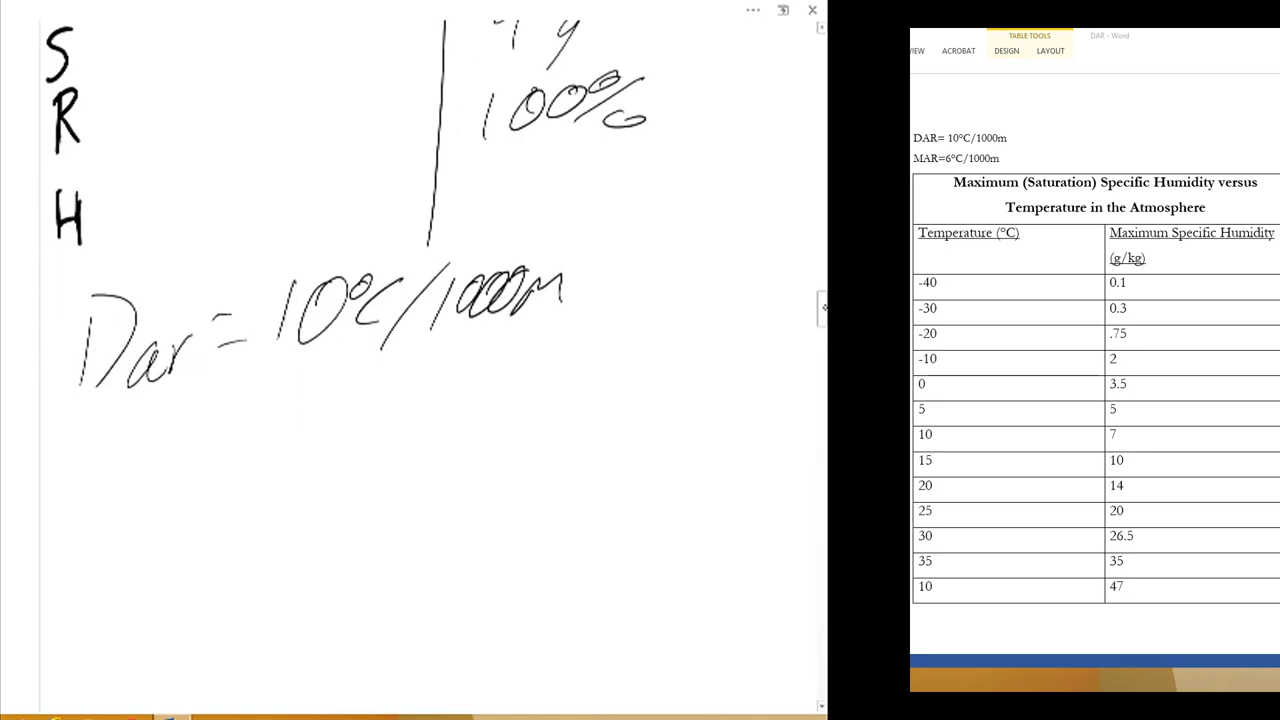 S
R
H
100%
Dar = 10°C/1000m
VIEW ACROBAT
TABLE TOOLS
DESIGN LAYOUT
DAR - Word
DAR= 10°C/1000m
MAR=6°C/1000m
Maximum (Saturation) Specific Humidity versus
Temperature in the Atmosphere
Temperature (°C) Maximum Specific Humidity
(g/kg)
-40 0.1
-30 0.3
-20 .75
-10 2
0 3.5
5 5
10 7
15 10
20 14
25 20
30 26.5
35 35
10 47